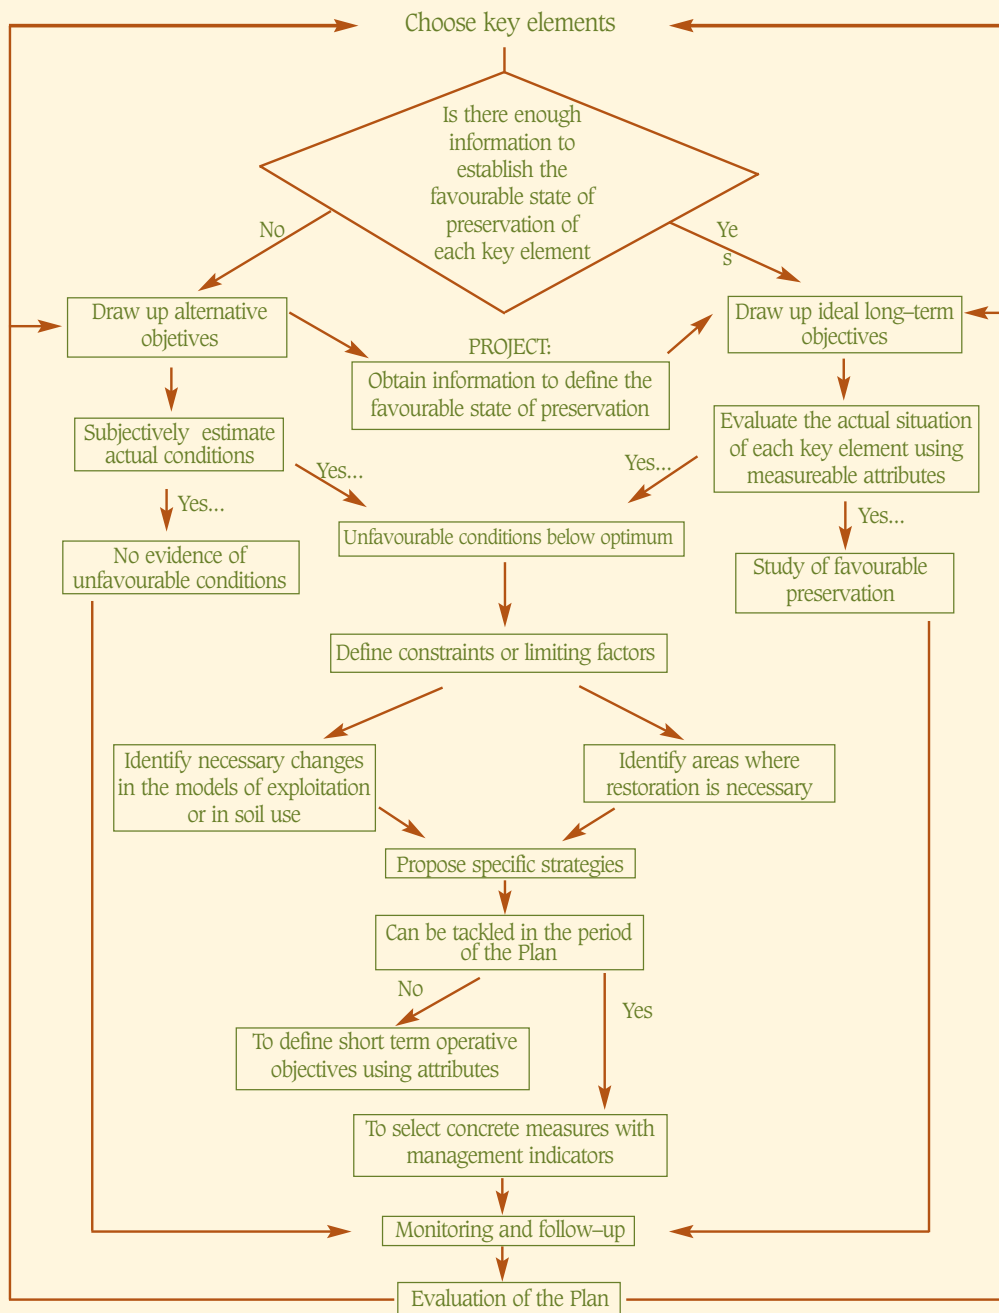 Choose key elements
Is there enough
information to
establish the
favourable state of
preservation of
each key element
No
Ye
s
Draw up alternative
objetives
PROJECT:
Obtain information to define the
favourable state of preservation
Draw up ideal long–term
objectives
Subjectively estimate
actual conditions
Evaluate the actual situation
of each key element using
measureable attributes
Yes...
Yes...
Yes...
Yes...
No evidence of
unfavourable conditions
Unfavourable conditions below optimum
Study of favourable
preservation
Define constraints or limiting factors
Identify necessary changes
in the models of exploitation
or in soil use
Identify areas where
restoration is necessary
Propose specific strategies
Can be tackled in the period
of the Plan
No
Yes
To define short term operative
objectives using attributes
To select concrete measures with
management indicators
Monitoring and follow–up
Evaluation of the Plan